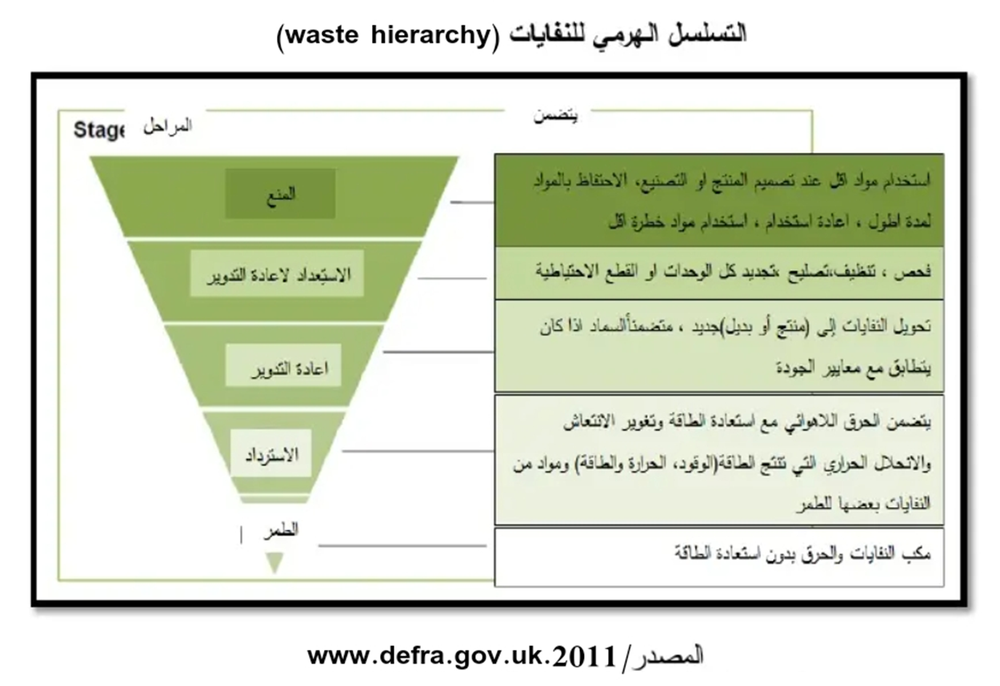 التسلسل الهرمي للنفايات (waste hierarchy)
Stage المراحل
يتضمن
المنع
استخدام مواد اقل عند تصميم المنتج او التصنيع، الاحتفاظ بالمواد
لمدة اطول ، اعادة استخدام ، استخدام مواد خطرة اقل
الاستعداد لاعادة التدوير
فحص ، تنظيف،تصليح ،تجديد كل الوحدات او القطع الاحتياطية
اعادة التدوير
تحويل النفايات إلى (منتج أو بديل)جديد ، متضمنأالسماد اذا كان
يتطابق مع معايير الجودة
الاسترداد
يتضمن الحرق اللاهوائي مع استعادة الطاقة وتغوير الانتعاش
والانحلال الحراري التي تنتج الطاقة(الوقود، الحرارة والطاقة) ومواد من
النفايات بعضها للطمر
الطمر
مكب النفايات والحرق بدون استعادة الطاقة
المصدر/www.defra.gov.uk.2011